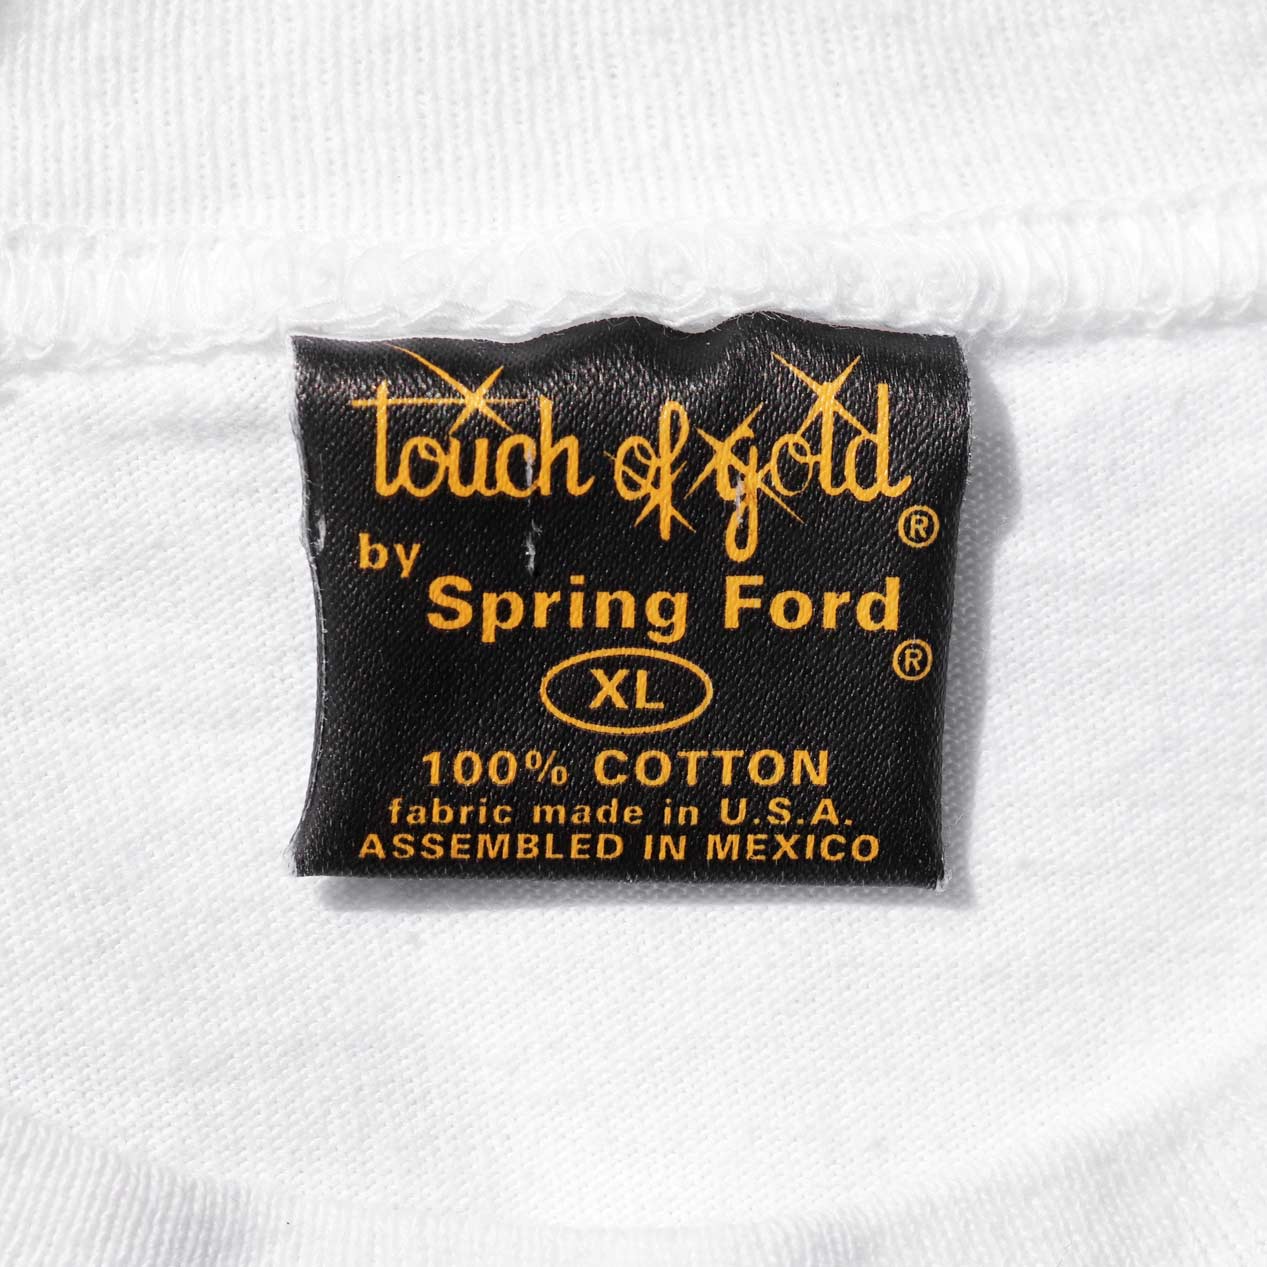 touch of gold ®
by
Spring Ford ®
XL
100% COTTON
fabric made in U.S.A.
ASSEMBLED IN MEXICO